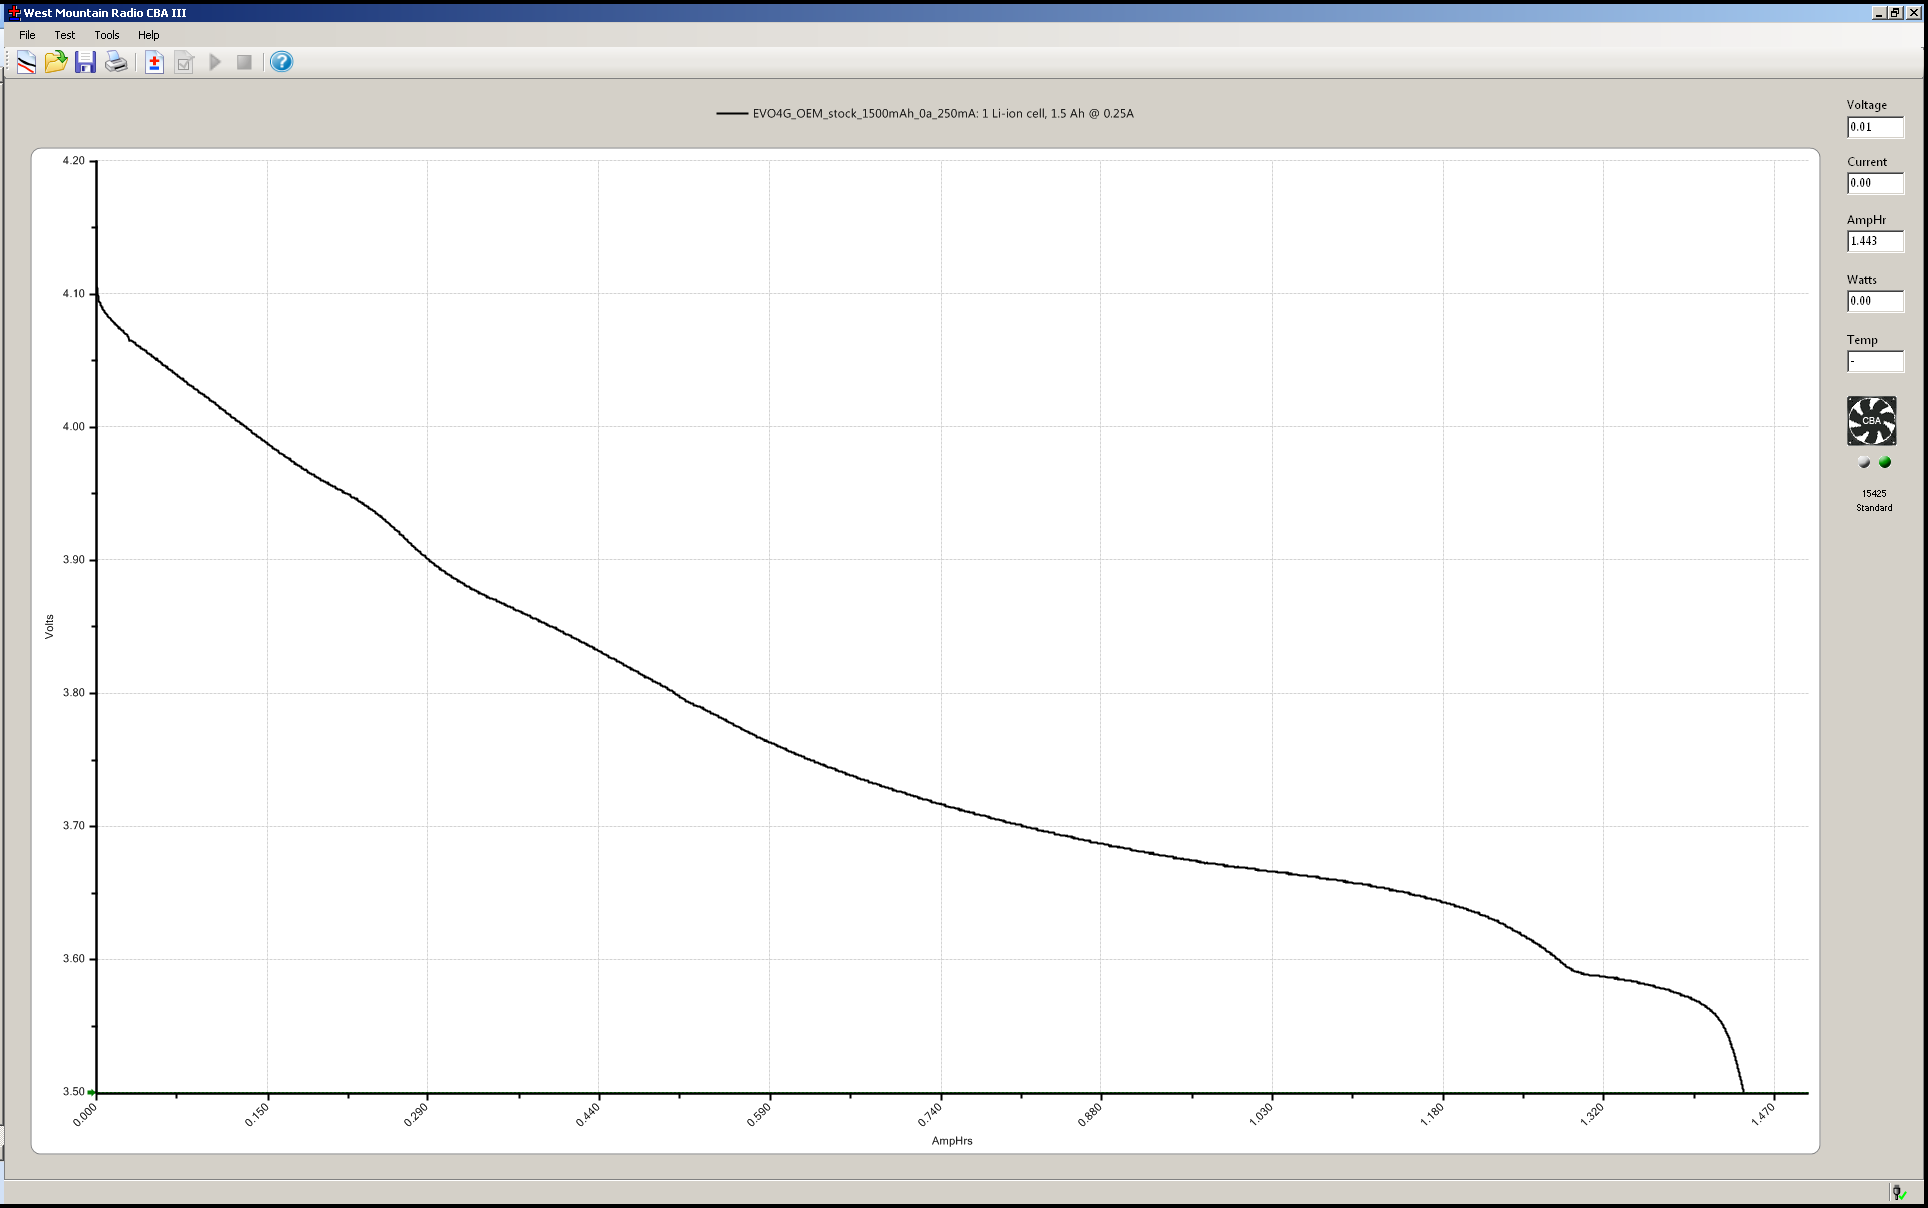 West Mountain Radio CBA III
File Test Tools Help
EVO4G_OEM_stock_1500mAh_0a_250mA: 1 Li-ion cell, 1.5 Ah @ 0.25A
Voltage
0.01
Current
0.00
AmpHr
1.443
Watts
0.00
Temp
-
CBA
15425
Standard
4.20
4.10
4.00
3.90
3.80
3.70
3.60
3.50
Volts
0.000 0.150 0.290 0.440 0.590 0.740 0.880 1.030 1.180 1.320 1.470
AmpHrs